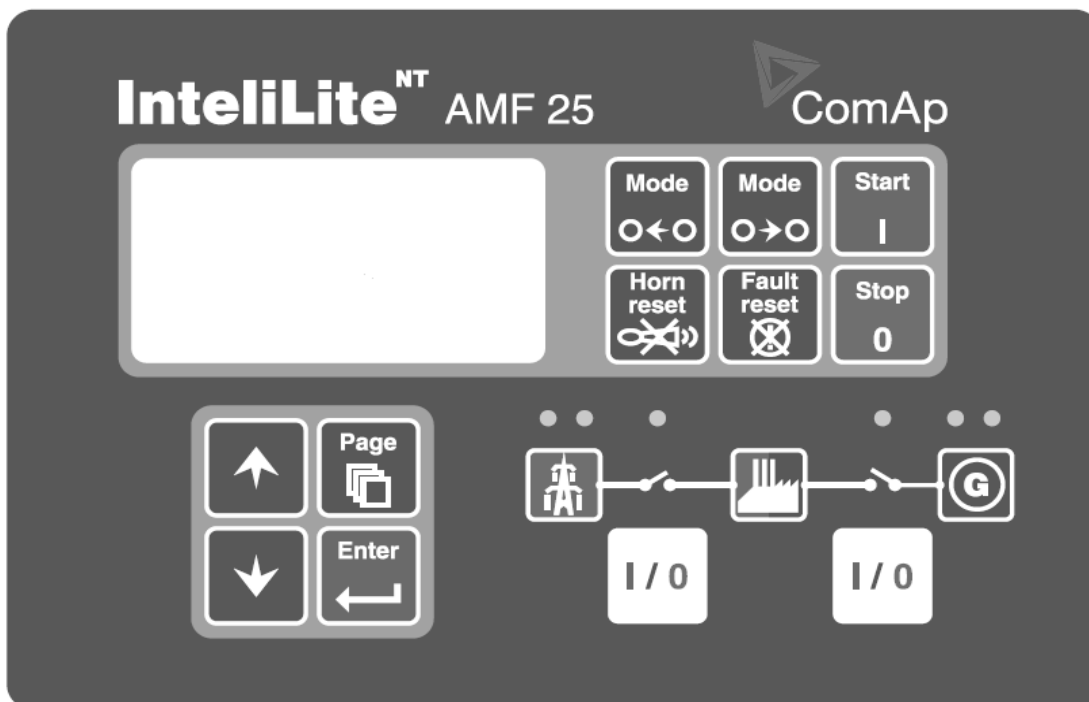 InteliLite NT AMF 25
ComAp
Mode
Mode
Start
I
Horn
reset
Fault
reset
Stop
0
Page
Enter
G
I / 0
I / 0